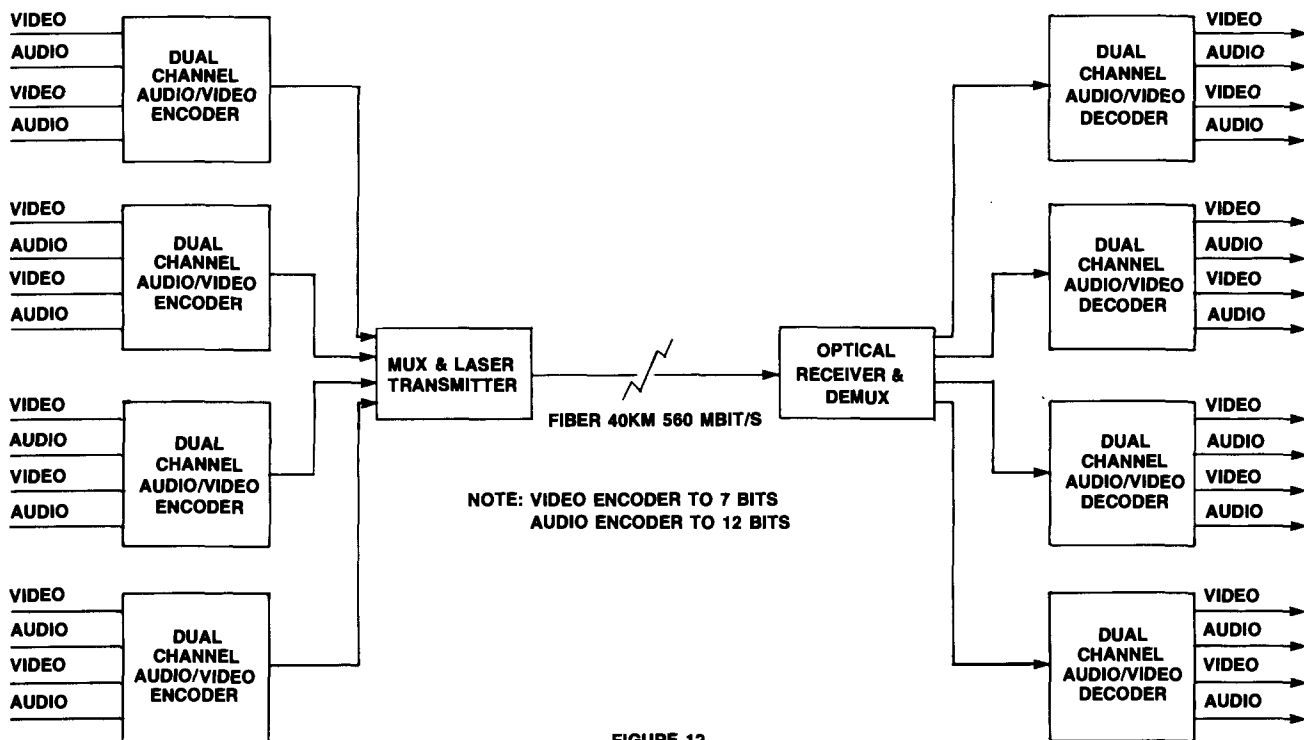 VIDEO
AUDIO
VIDEO
AUDIO
DUAL
CHANNEL
AUDIO/VIDEO
ENCODER
VIDEO
AUDIO
VIDEO
AUDIO
DUAL
CHANNEL
AUDIO/VIDEO
ENCODER
VIDEO
AUDIO
VIDEO
AUDIO
DUAL
CHANNEL
AUDIO/VIDEO
ENCODER
VIDEO
AUDIO
VIDEO
AUDIO
DUAL
CHANNEL
AUDIO/VIDEO
ENCODER
MUX & LASER
TRANSMITTER
FIBER 40KM 560 MBIT/S
NOTE: VIDEO ENCODER TO 7 BITS
AUDIO ENCODER TO 12 BITS
OPTICAL
RECEIVER &
DEMUX
DUAL
CHANNEL
AUDIO/VIDEO
DECODER
VIDEO
AUDIO
VIDEO
AUDIO
DUAL
CHANNEL
AUDIO/VIDEO
DECODER
VIDEO
AUDIO
VIDEO
AUDIO
DUAL
CHANNEL
AUDIO/VIDEO
DECODER
VIDEO
AUDIO
VIDEO
AUDIO
DUAL
CHANNEL
AUDIO/VIDEO
DECODER
VIDEO
AUDIO
VIDEO
AUDIO
FIGURE 12